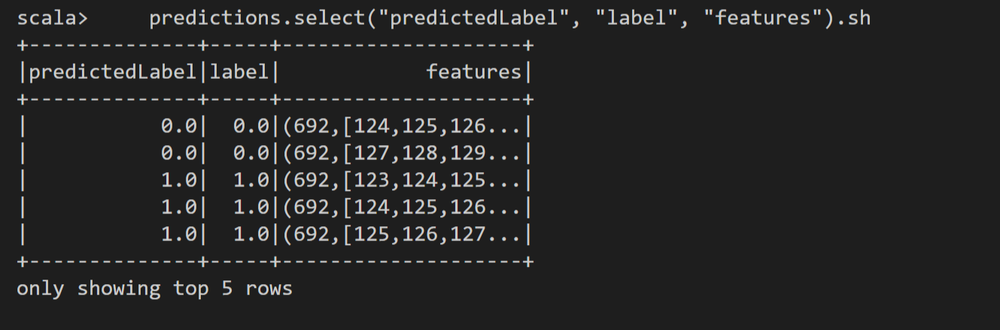 scala>     predictions.select("predictedLabel", "label", "features").sh
+--------------+-----+--------------------+
|predictedLabel|label|            features|
+--------------+-----+--------------------+
|           0.0|  0.0|(692,[124,125,126...|
|           0.0|  0.0|(692,[127,128,129...|
|           1.0|  1.0|(692,[123,124,125...|
|           1.0|  1.0|(692,[124,125,126...|
|           1.0|  1.0|(692,[125,126,127...|
+--------------+-----+--------------------+
only showing top 5 rows